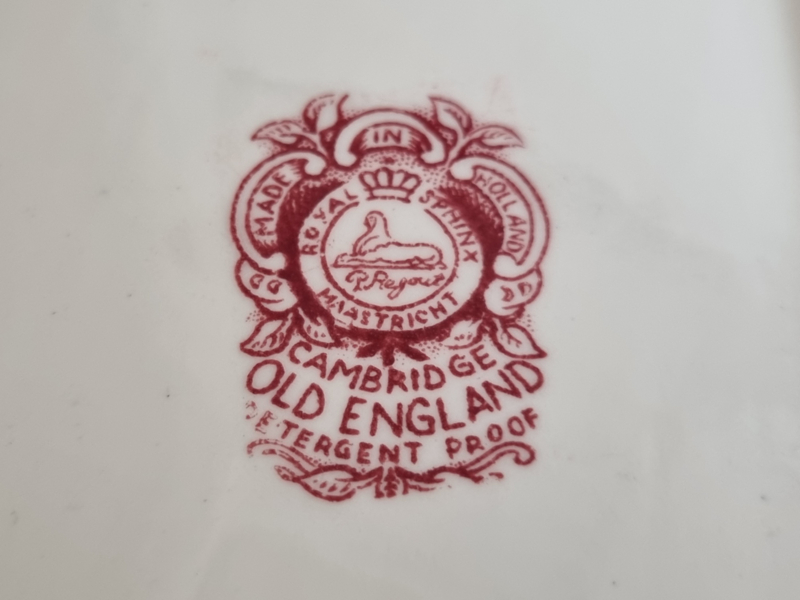 MADE IN HOLLAND
ROYAL SPHINX
P. Regout
MAASTRICHT
CAMBRIDGE
OLD ENGLAND
DETERGENT PROOF